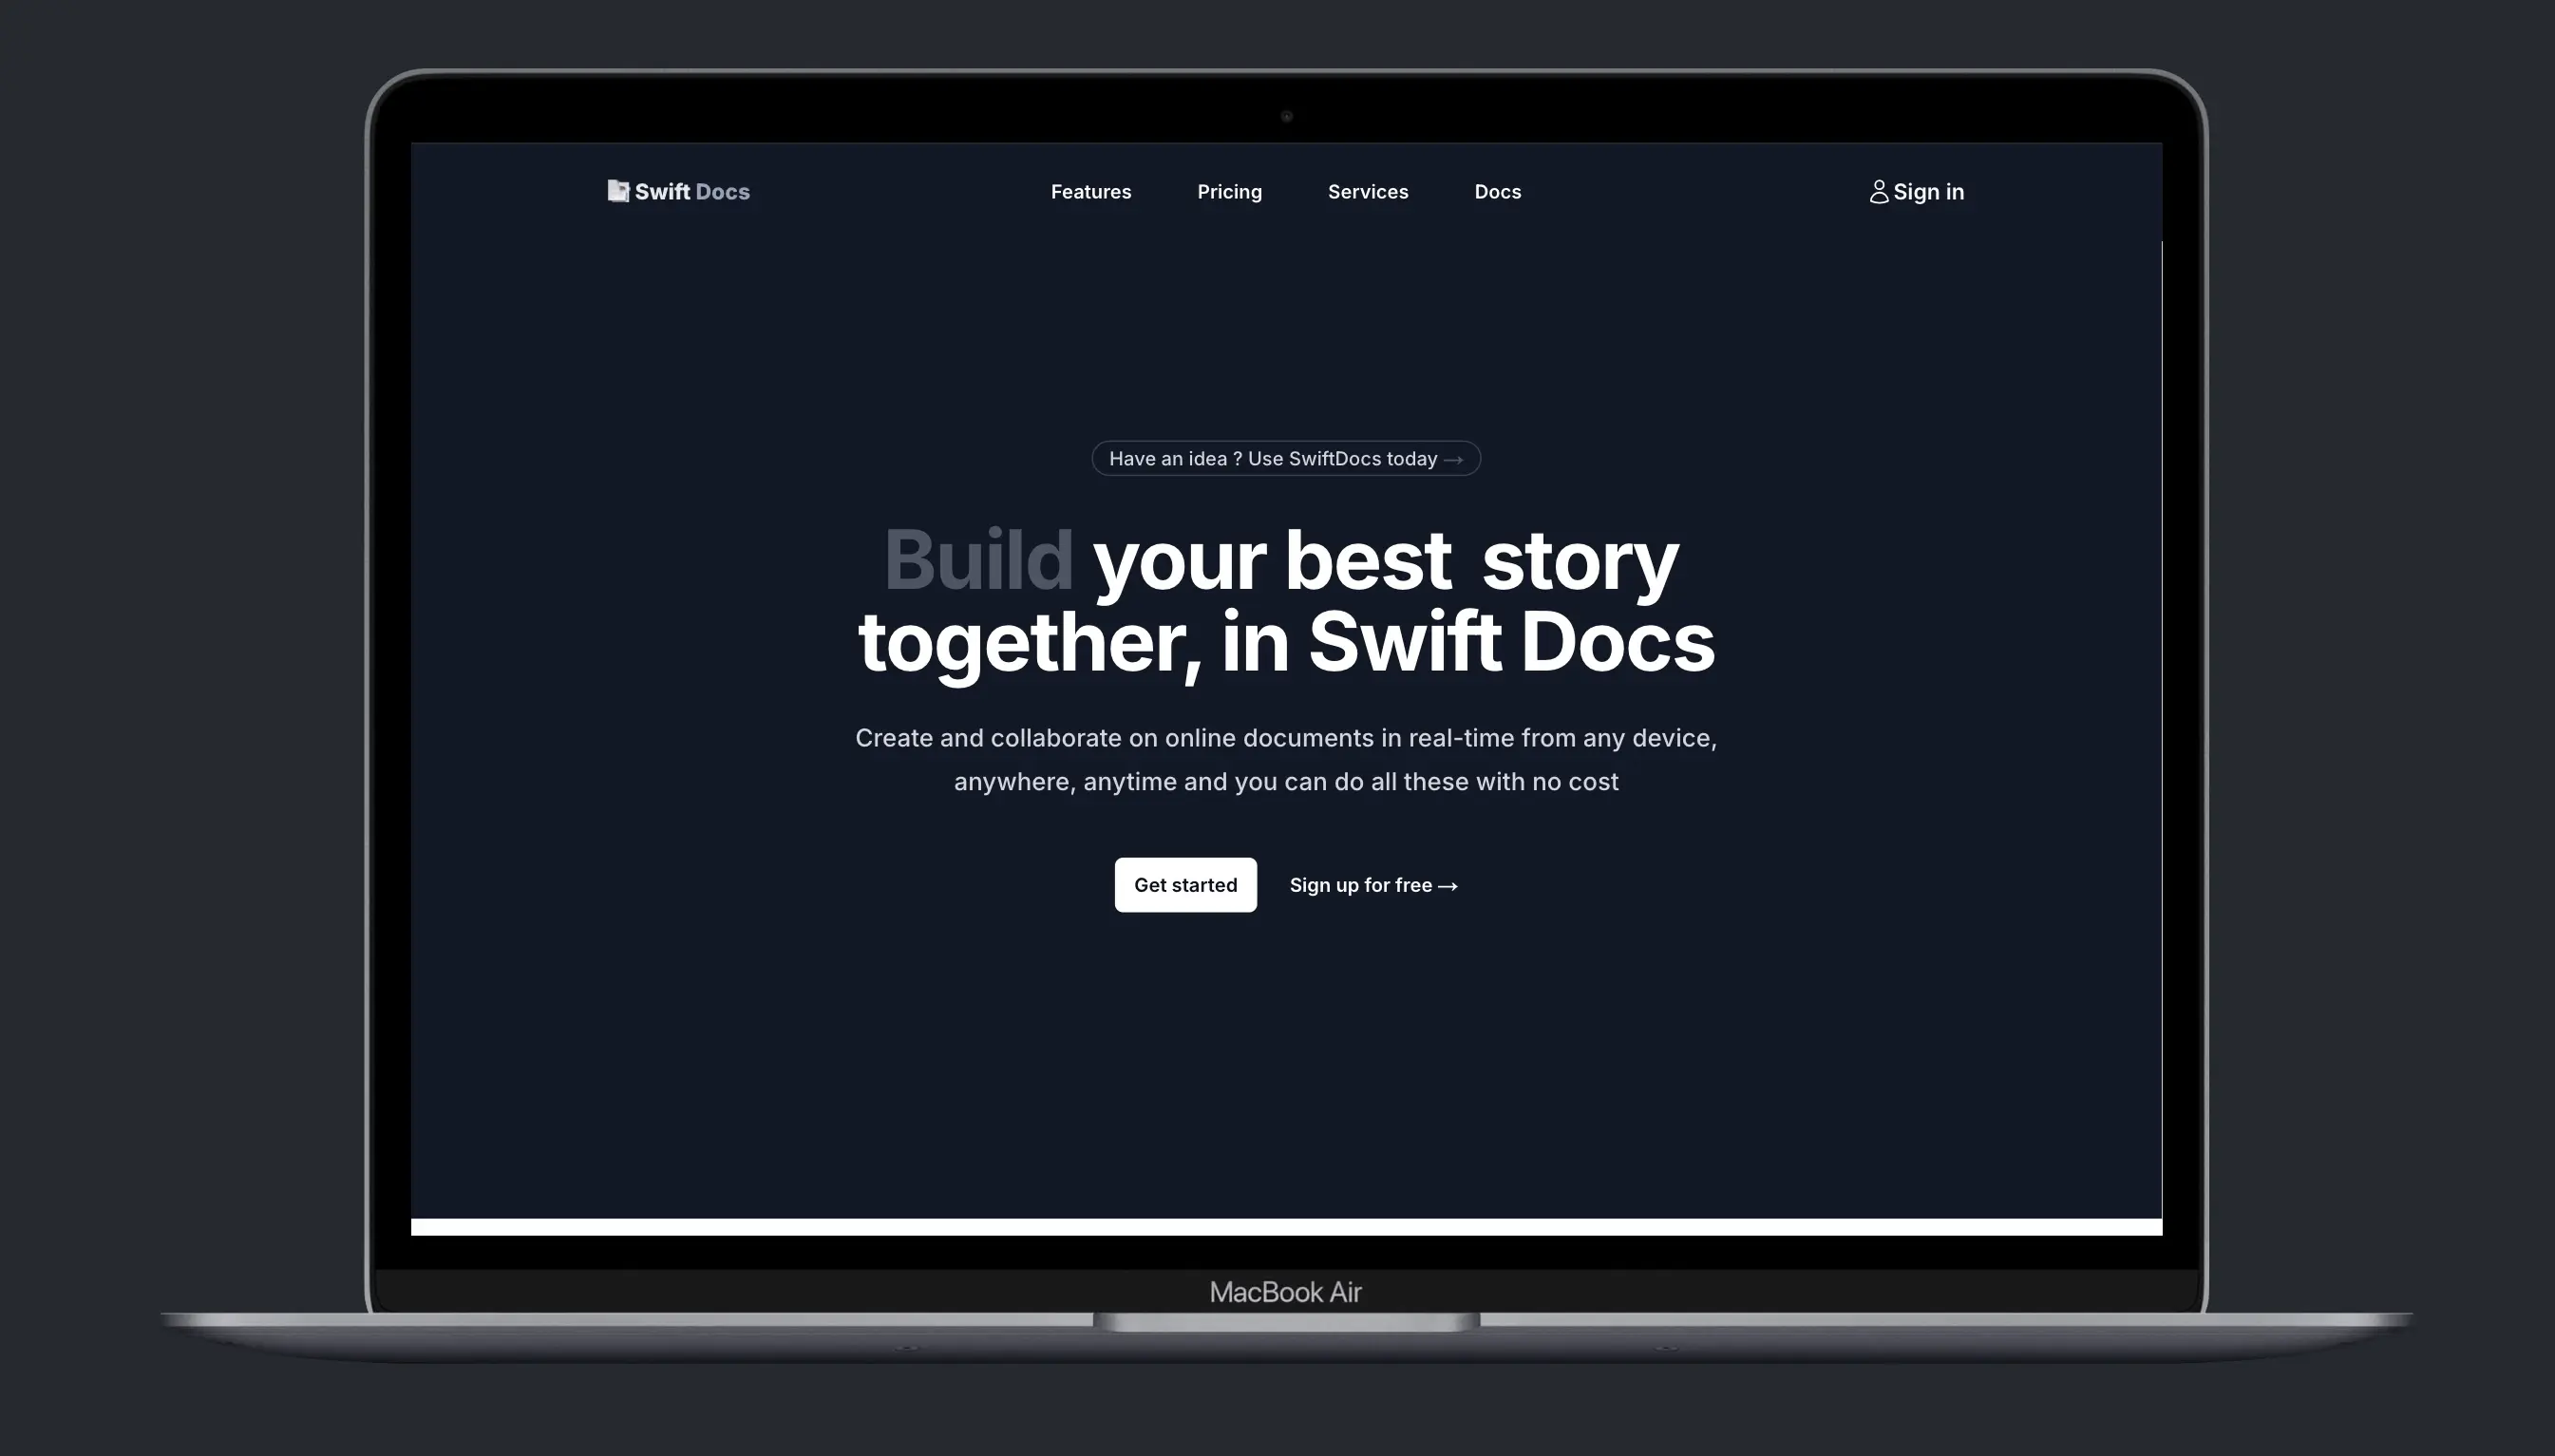 Swift Docs
Features
Pricing
Services
Docs
Sign in
Have an idea ? Use SwiftDocs today →
Build your best story
together, in Swift Docs
Create and collaborate on online documents in real-time from any device,
anywhere, anytime and you can do all these with no cost
Get started
Sign up for free →
MacBook Air